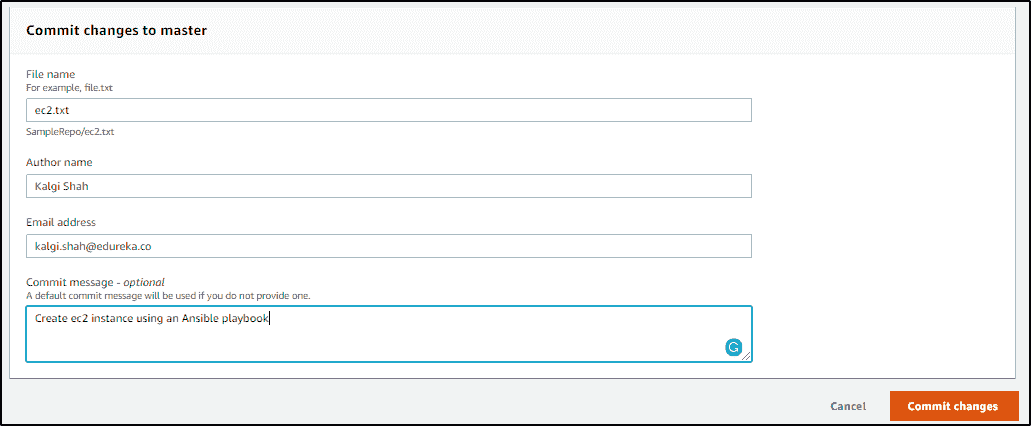 Commit changes to master
File name
For example, file.txt
ec2.txt
SampleRepo/ec2.txt
Author name
Kalgi Shah
Email address
kalgi.shah@edureka.co
Commit message - optional
A default commit message will be used if you do not provide one.
Create ec2 instance using an Ansible playbook
G
Cancel
Commit changes